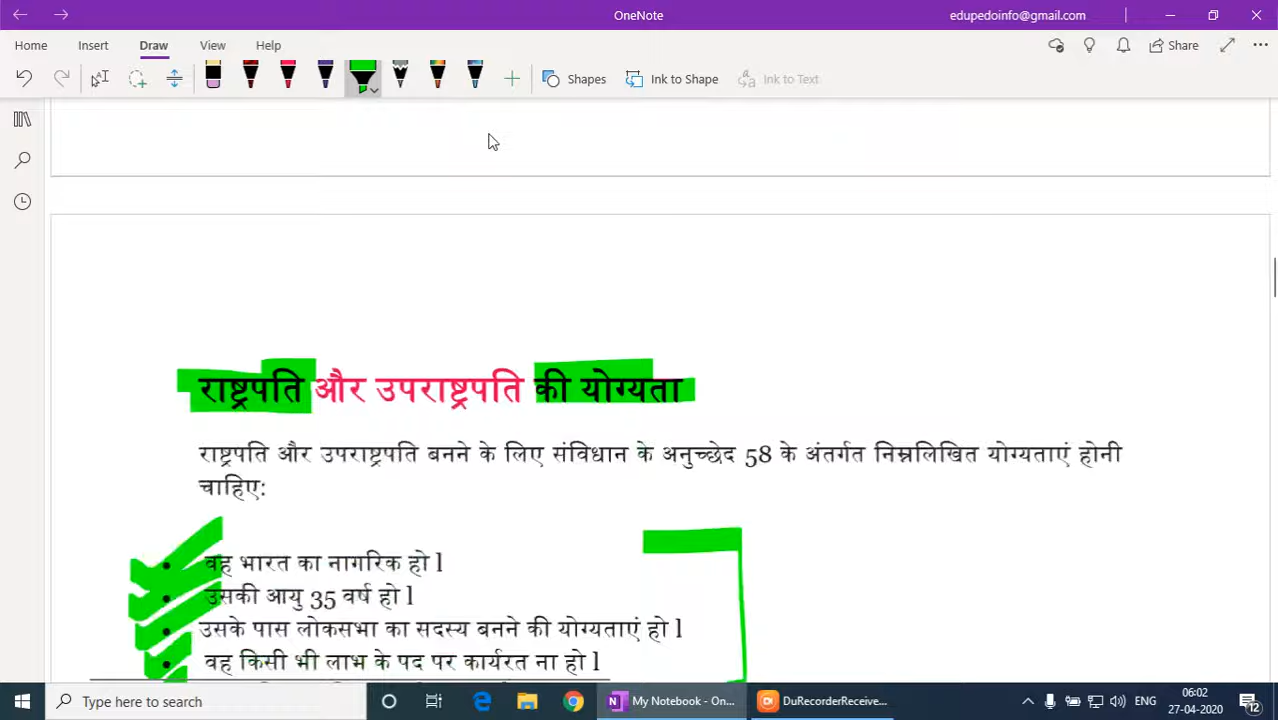 OneNote
edupedoinfo@gmail.com
Home Insert Draw View Help
Share
Shapes Ink to Shape Ink to Text
राष्ट्रपति और उपराष्ट्रपति की योग्यता
राष्ट्रपति और उपराष्ट्रपति बनने के लिए संविधान के अनुच्छेद 58 के अंतर्गत निम्नलिखित योग्यताएं होनी
चाहिए:
• वह भारत का नागरिक हो l
• उसकी आयु 35 वर्ष हो l
• उसके पास लोकसभा का सदस्य बनने की योग्यताएं हो l
• वह किसी भी लाभ के पद पर कार्यरत ना हो l
Type here to search
My Notebook - On...
DuRecorderReceive...
ENG
06:02
27-04-2020
12